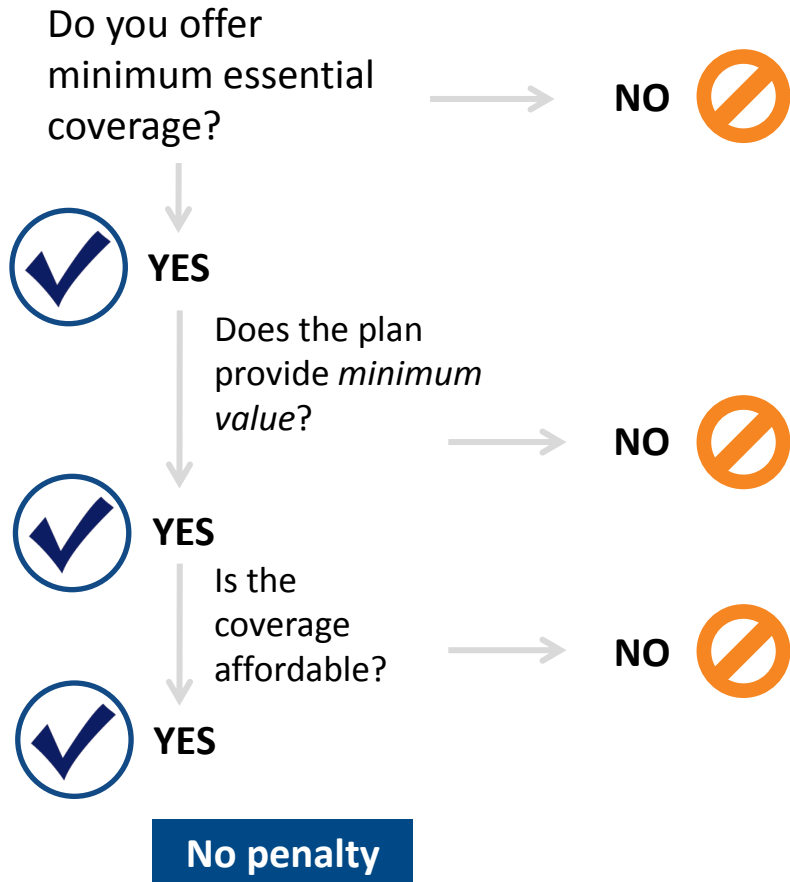 Do you offer
minimum essential
coverage?
NO
YES
Does the plan
provide minimum
value?
NO
YES
Is the
coverage
affordable?
NO
YES
No penalty